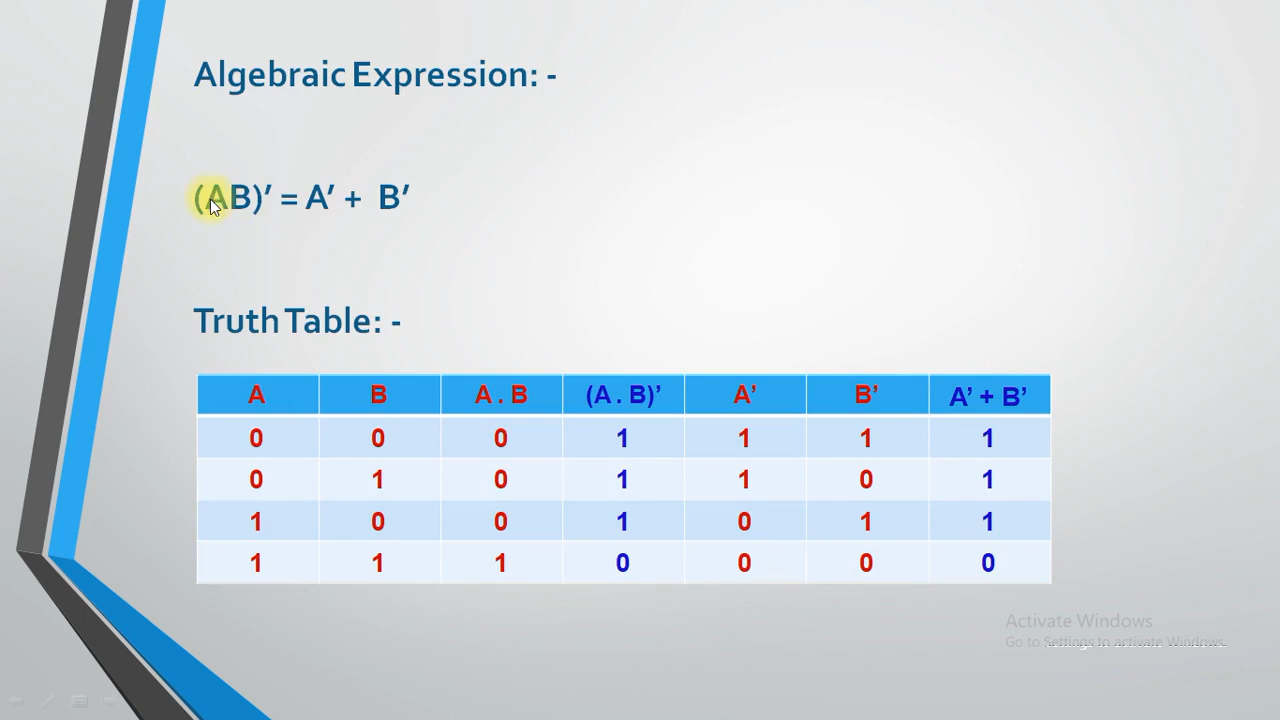 Algebraic Expression: -
(AB)′ = A′ + B′
Truth Table: -
A B A . B (A . B)’ A’ B’ A’ + B’
0 0 0 1 1 1 1
0 1 0 1 1 0 1
1 0 0 1 0 1 1
1 1 1 0 0 0 0
Activate Windows
Go to Settings to activate Windows.